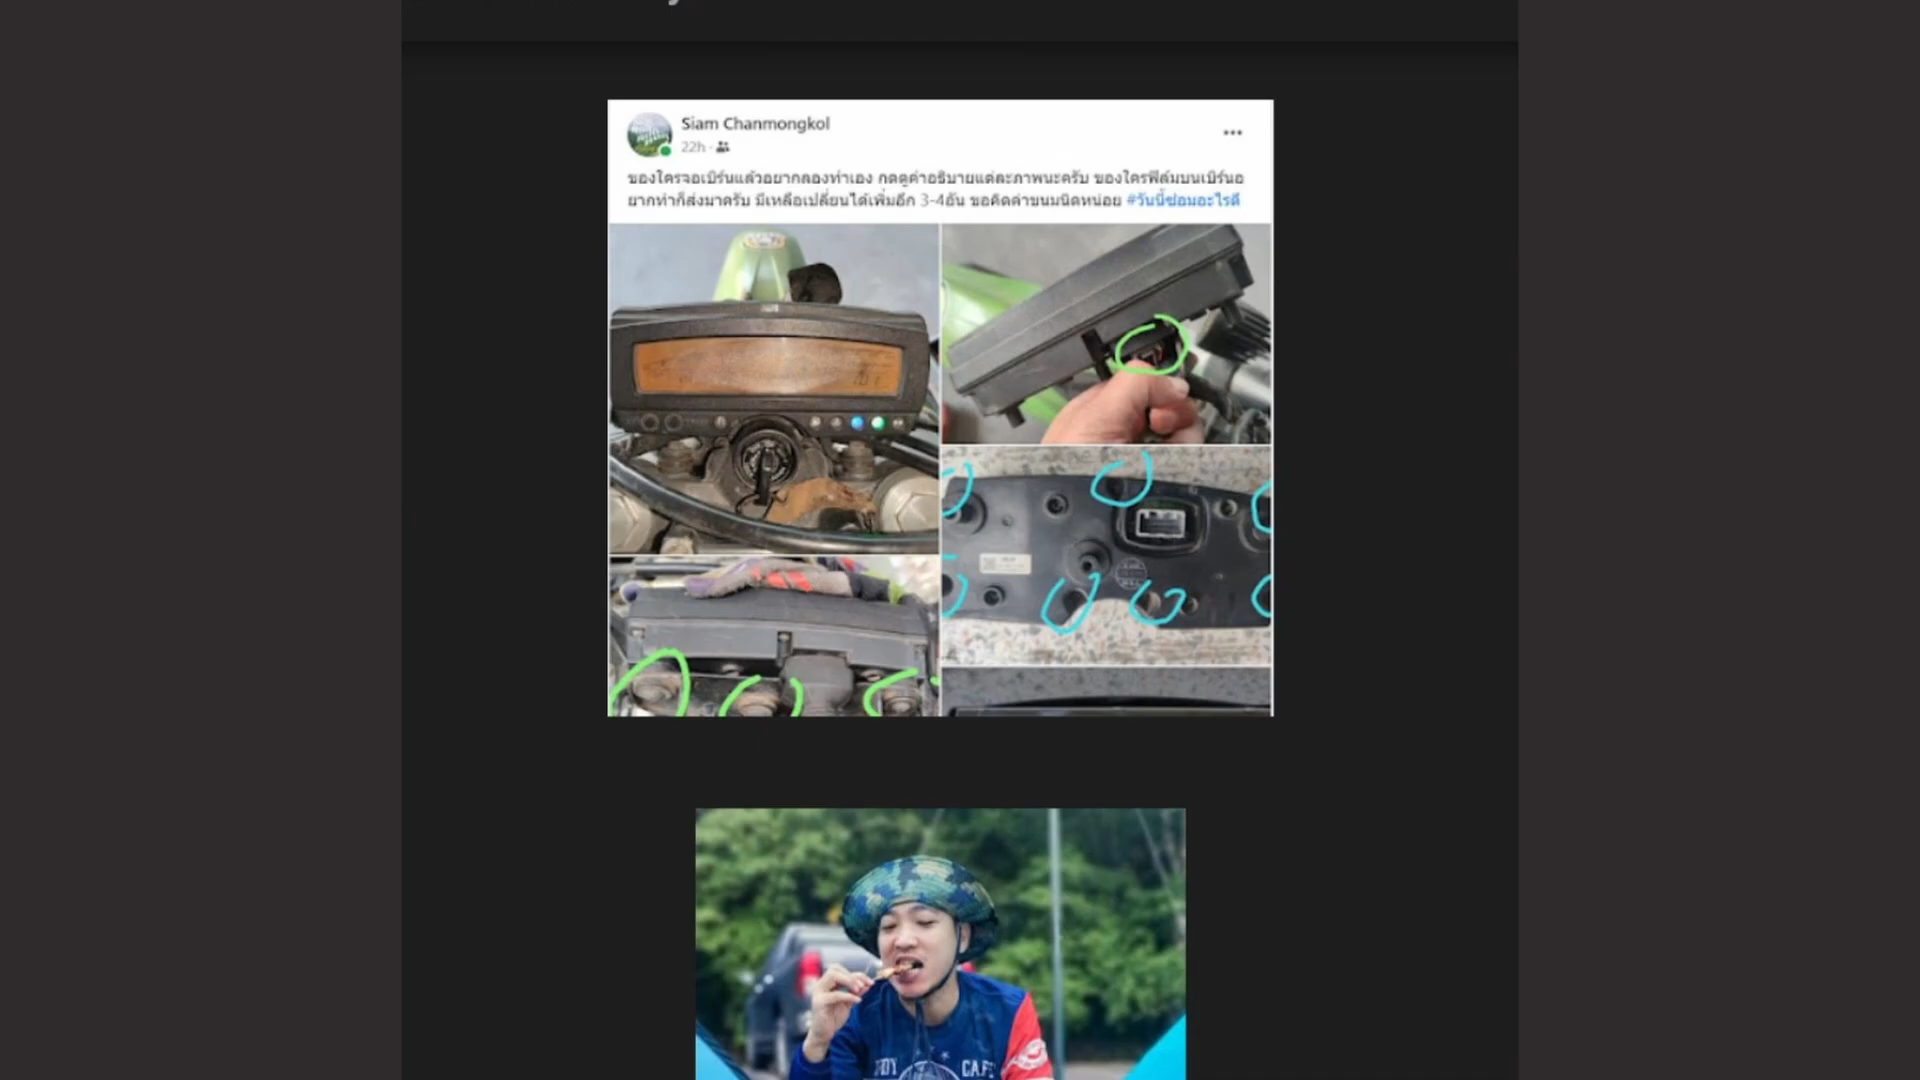 Siam Chanmongkol
22h
ของใครจอเบิร์นแล้วอยากลองทำเอง กดดูคำอธิบายแต่ละภาพนะครับ ของใครฟิล์มบนเบิร์นอ
ยากทำก็ส่งมาครับ มีเหลือเปลี่ยนได้เพิ่มอีก 3-4อัน ขอคิดค่าขนมนิดหน่อย #วันนี้ซ่อมอะไรดี